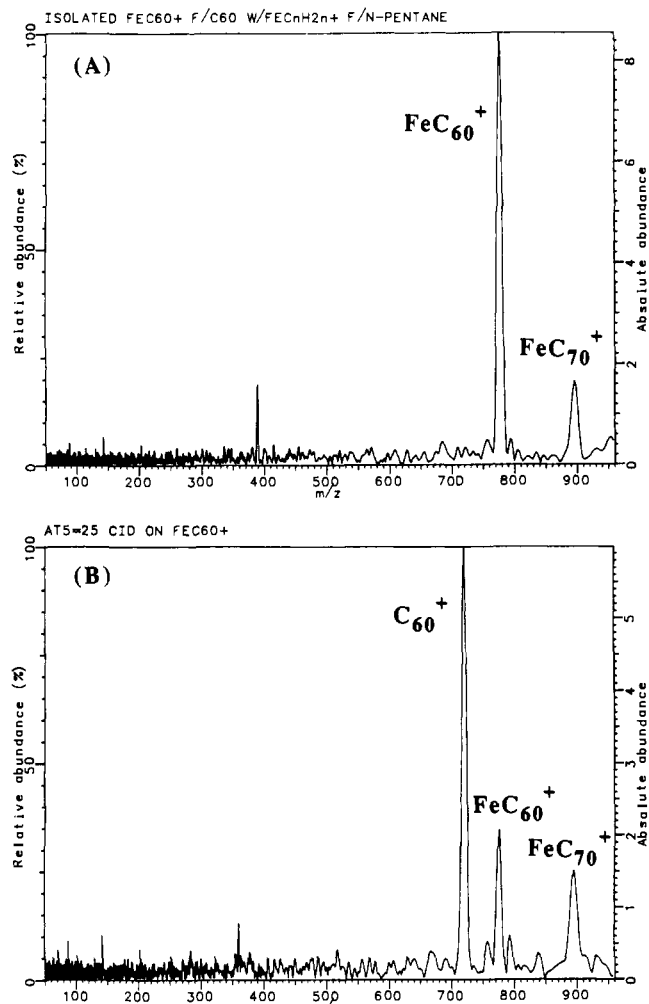 ISOLATED FEC60+ F/C60 W/FECnH2n+ F/N-PENTANE
(A)
FeC60+
FeC70+
Relative abundance (%)
100
50
0
Absolute abundance
8
6
4
2
0
100 200 300 400 500 600 700 800 900
m/z
AT5=25 CID ON FEC60+
(B)
C60+
FeC60+
FeC70+
Relative abundance (%)
100
50
0
Absolute abundance
5
4
3
2
1
0
100 200 300 400 500 600 700 800 900